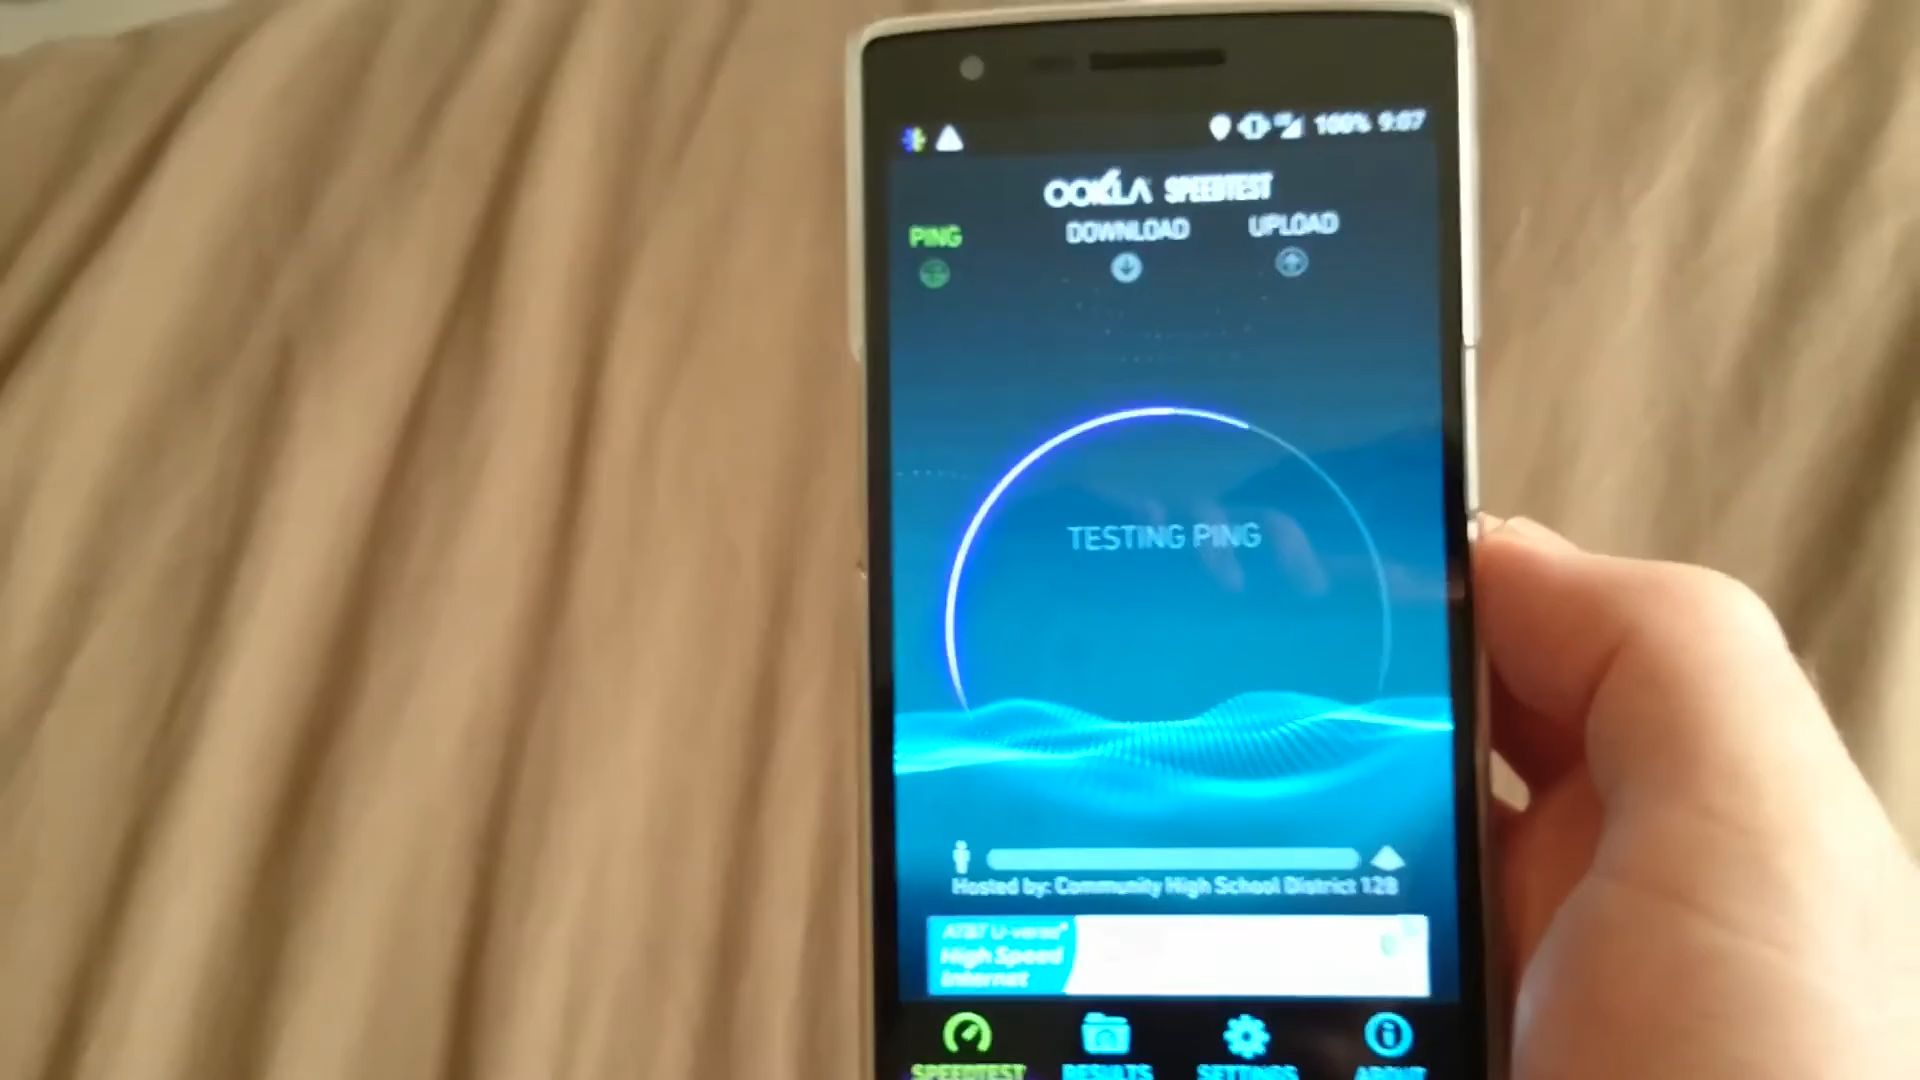 100% 9:07
OOKLA SPEEDTEST
PING DOWNLOAD UPLOAD
TESTING PING
Hosted by: Community High School District 128
AT&T U-verse
High Speed
Internet
SPEEDTEST RESULTS SETTINGS ABOUT